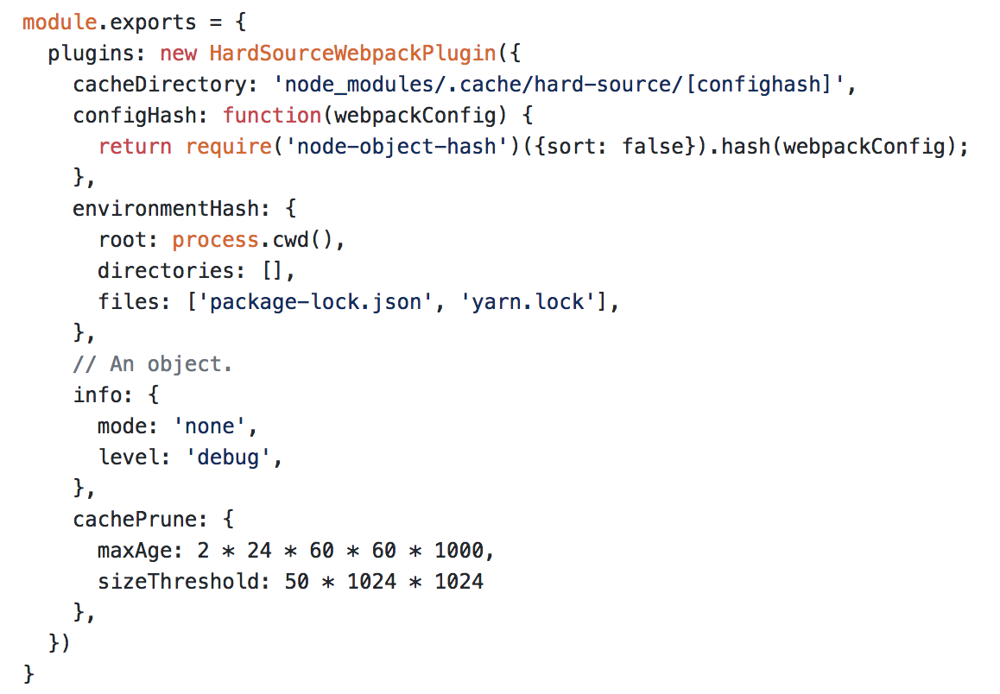 module.exports = {
  plugins: new HardSourceWebpackPlugin({
    cacheDirectory: 'node_modules/.cache/hard-source/[confighash]',
    configHash: function(webpackConfig) {
      return require('node-object-hash')({sort: false}).hash(webpackConfig);
    },
    environmentHash: {
      root: process.cwd(),
      directories: [],
      files: ['package-lock.json', 'yarn.lock'],
    },
    // An object.
    info: {
      mode: 'none',
      level: 'debug',
    },
    cachePrune: {
      maxAge: 2 * 24 * 60 * 60 * 1000,
      sizeThreshold: 50 * 1024 * 1024
    },
  })
}